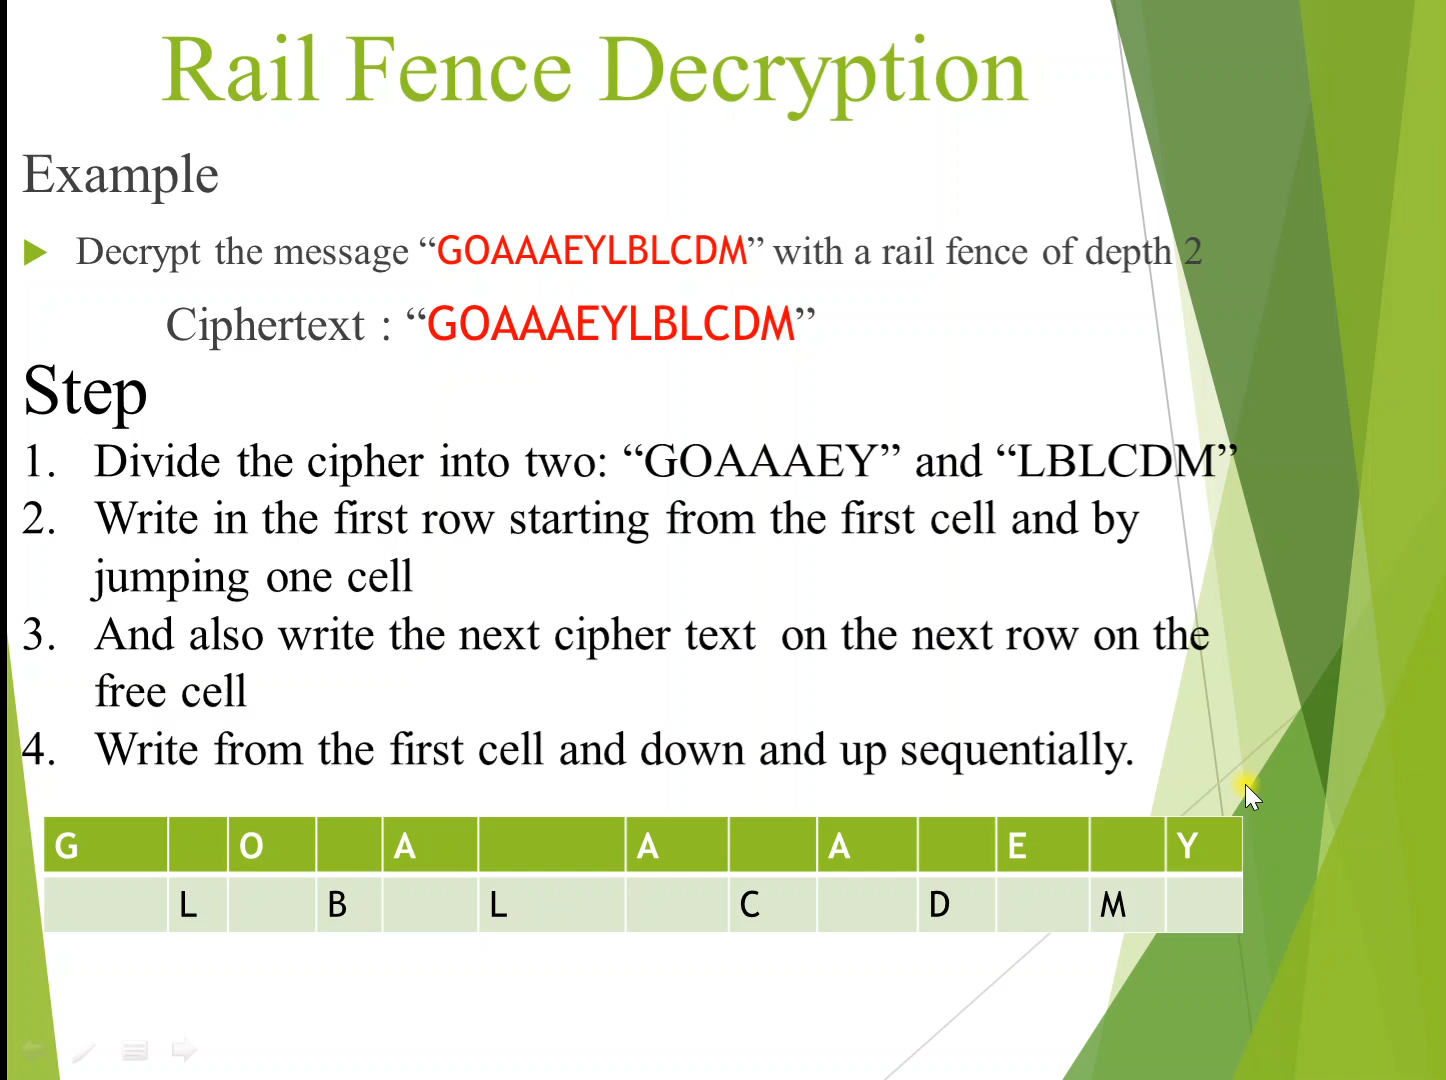 Rail Fence Decryption
Example
Decrypt the message “GOAAAEYLBLCDM” with a rail fence of depth 2
Ciphertext : “GOAAAEYLBLCDM”
Step
1. Divide the cipher into two: “GOAAAEY” and “LBLCDM”
2. Write in the first row starting from the first cell and by
jumping one cell
3. And also write the next cipher text on the next row on the
free cell
4. Write from the first cell and down and up sequentially.
G O A A A E Y
L B L C D M